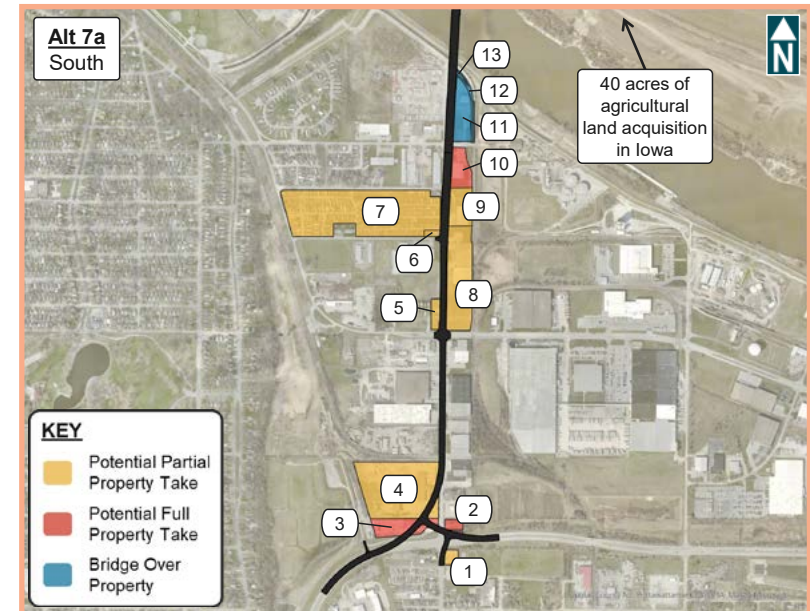 Alt 7a
South
N
40 acres of
agricultural
land acquisition
in Iowa
13
12
11
10
9
7
6
8
5
4
3
2
1
KEY
Potential Partial
Property Take
Potential Full
Property Take
Bridge Over
Property